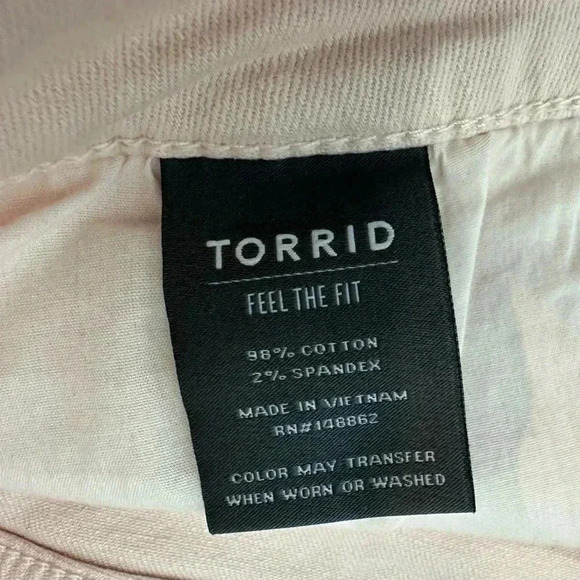 TORRID
FEEL THE FIT
98% COTTON
2% SPANDEX
MADE IN VIETNAM
RN#148862
COLOR MAY TRANSFER
WHEN WORN OR WASHED